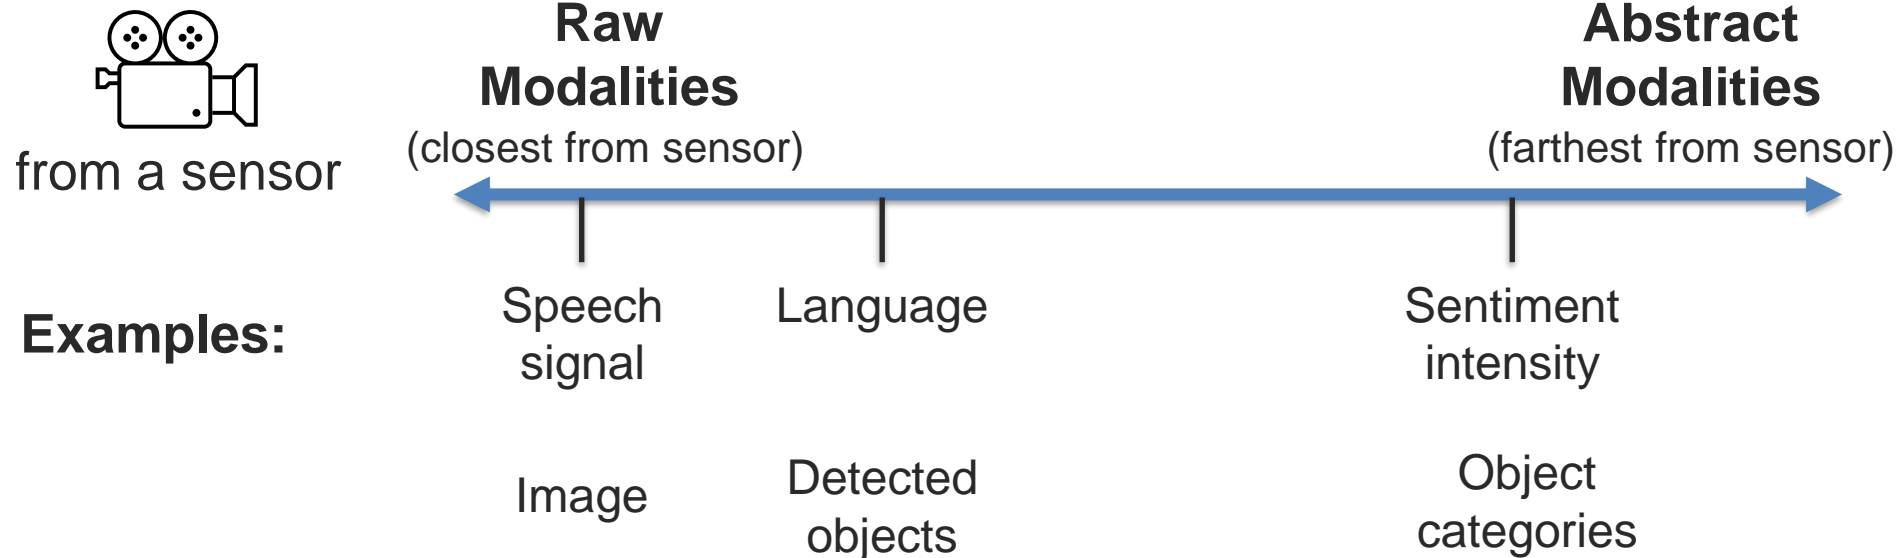 from a sensor
Raw
Modalities
(closest from sensor)
Abstract
Modalities
(farthest from sensor)
Examples:
Speech
signal
Language
Sentiment
intensity
Image
Detected
objects
Object
categories